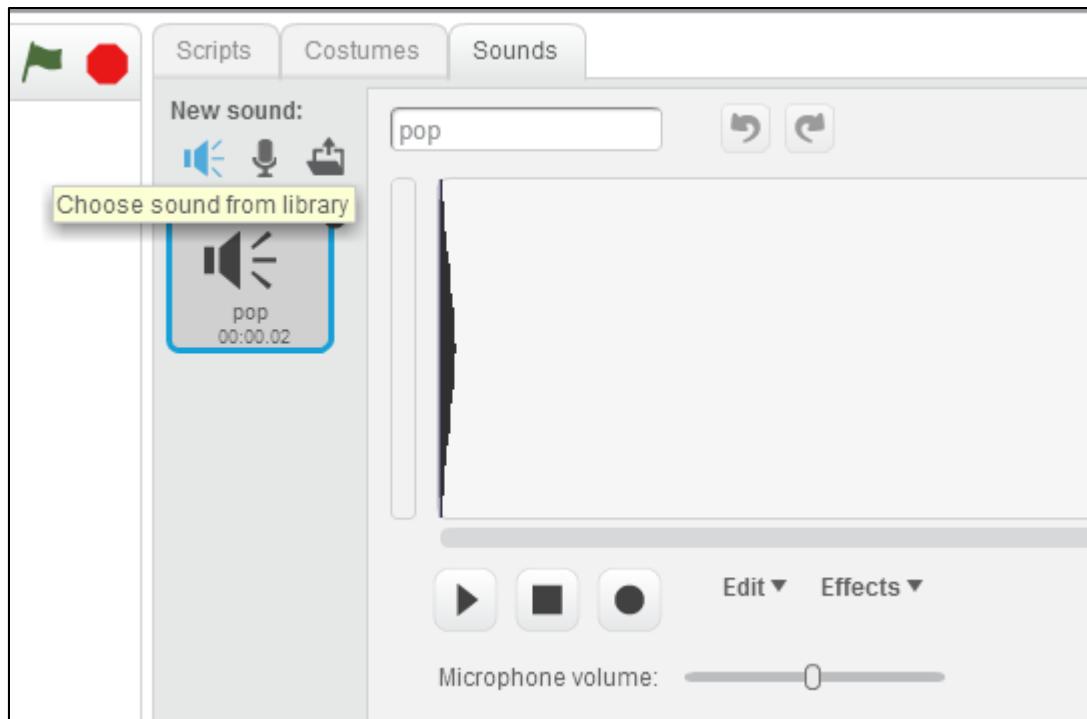 Scripts Costumes Sounds
New sound:
pop
Choose sound from library
pop
00:00.02
Edit Effects
Microphone volume: